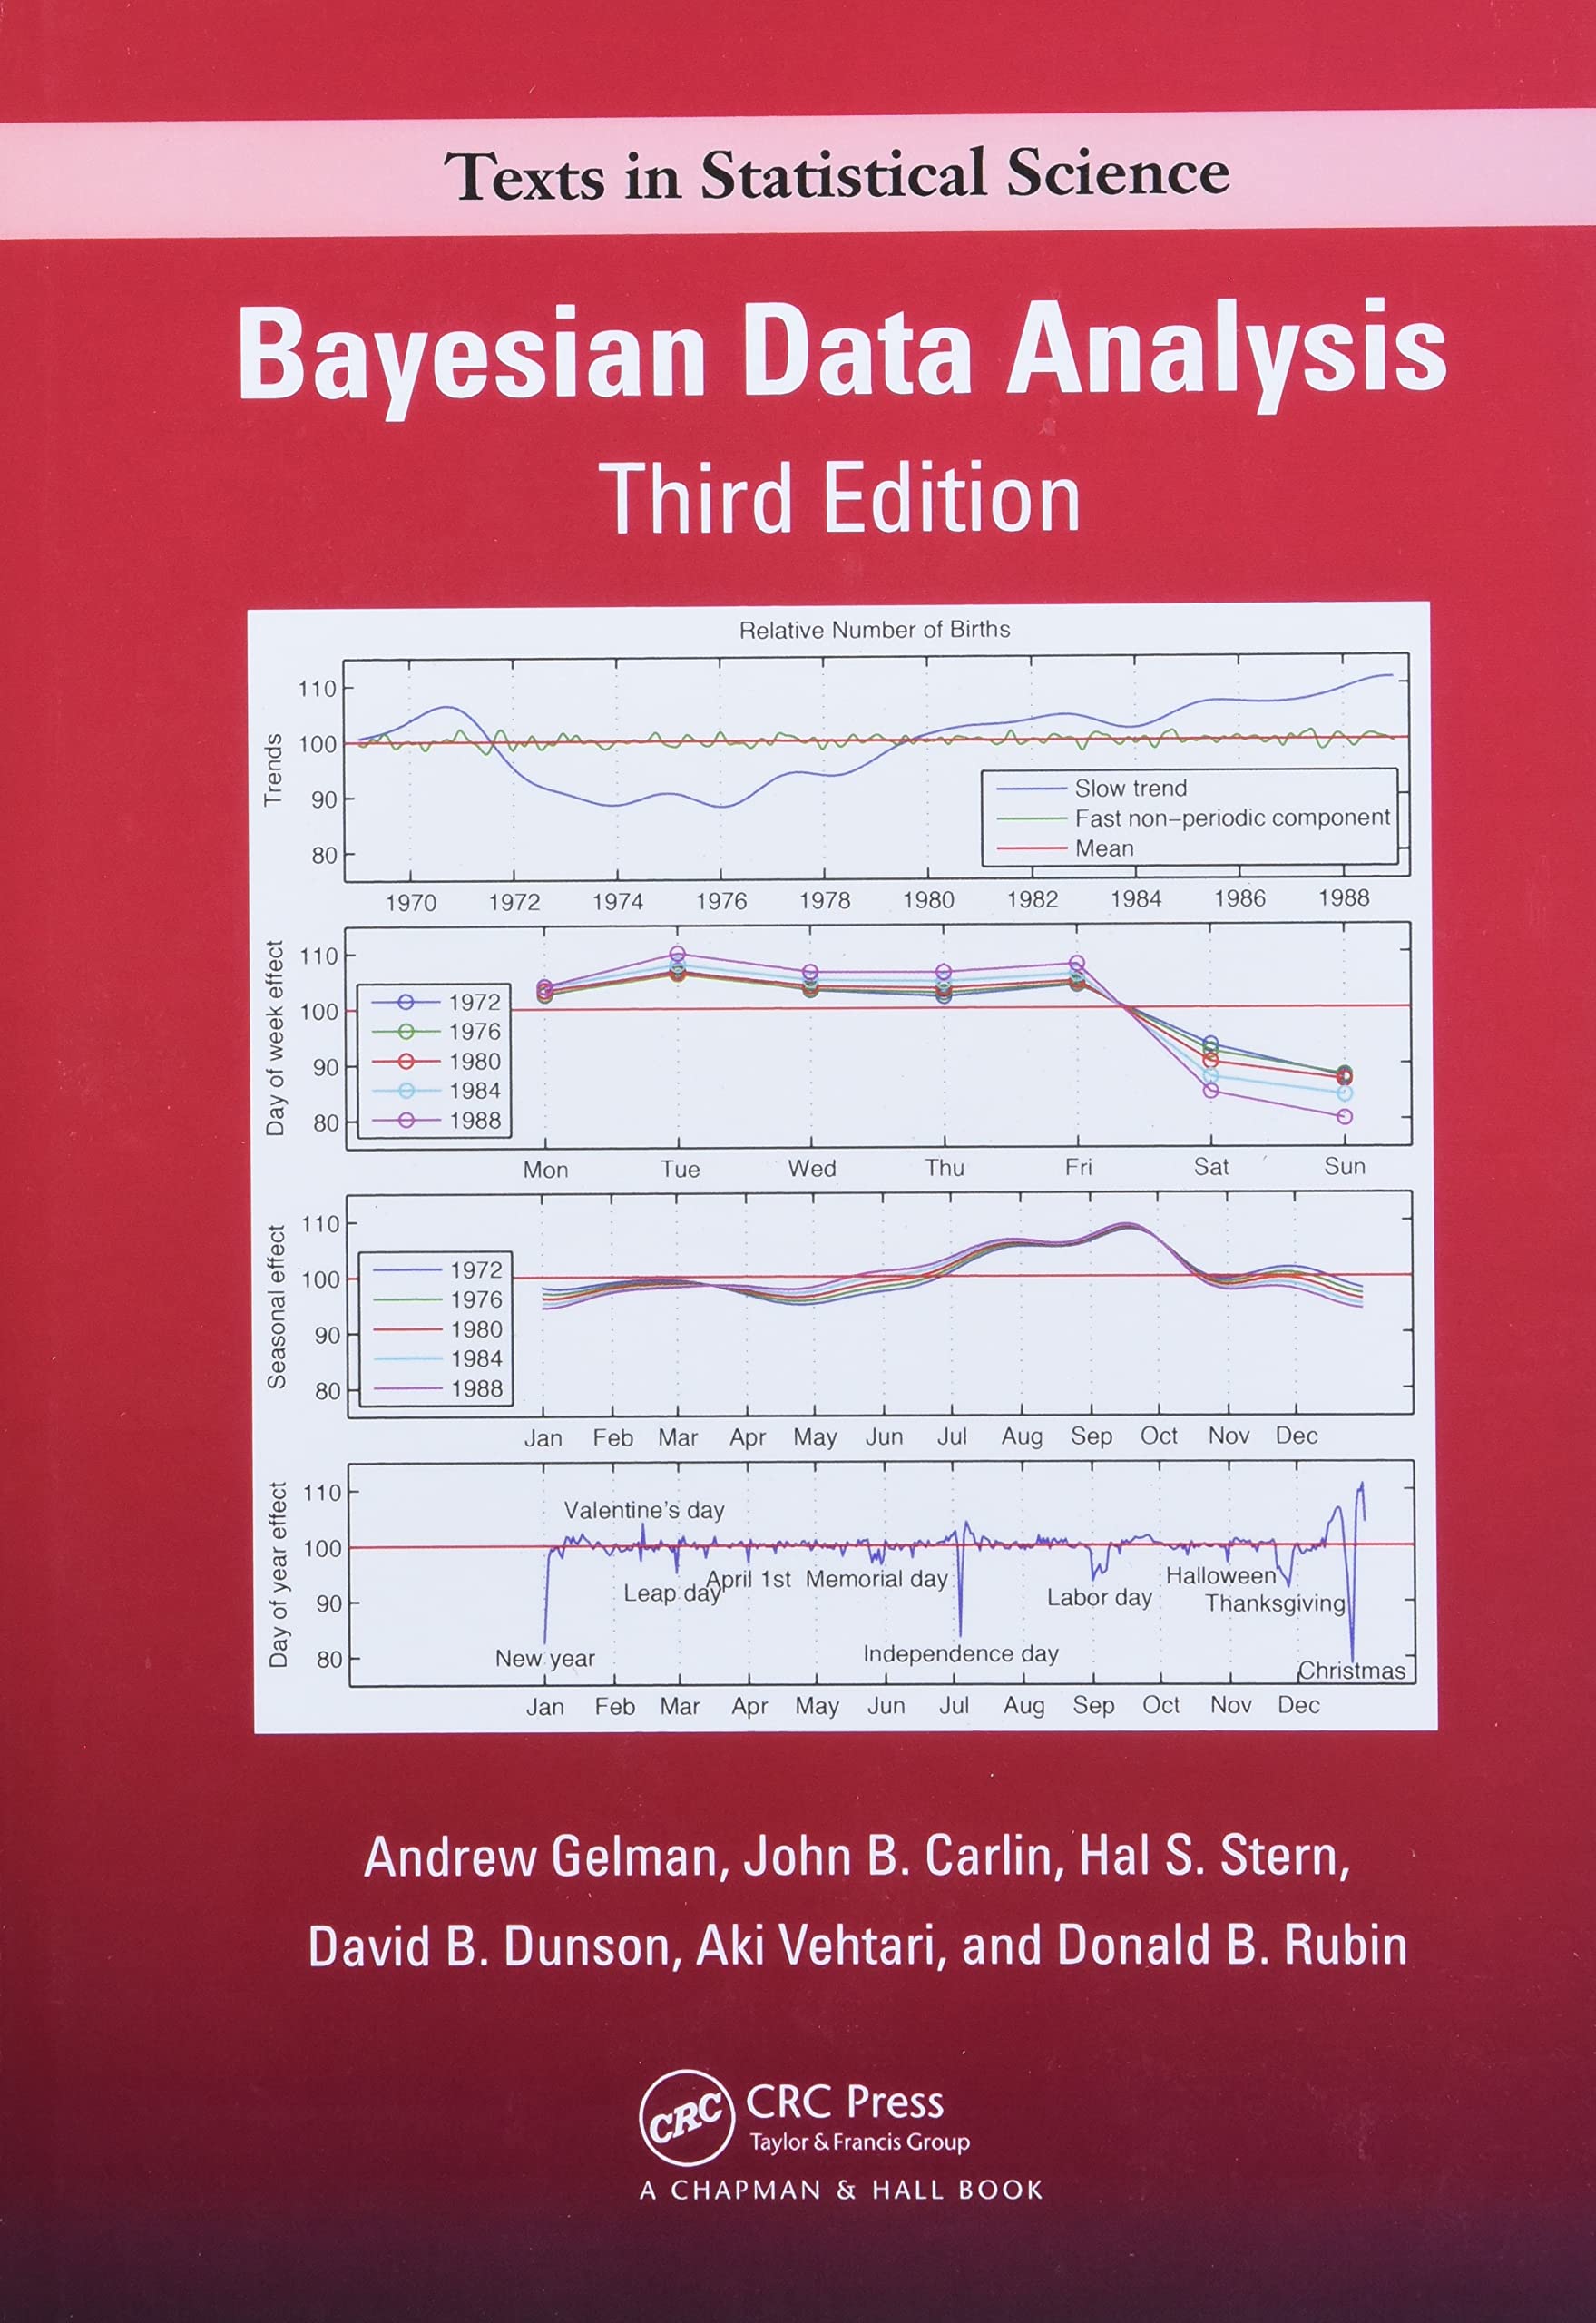 Texts in Statistical Science
Bayesian Data Analysis
Third Edition
Relative Number of Births
Trends
110
100
90
80
Slow trend
Fast non–periodic component
Mean
1970 1972 1974 1976 1978 1980 1982 1984 1986 1988
Day of week effect
110
100
90
80
1972
1976
1980
1984
1988
Mon Tue Wed Thu Fri Sat Sun
Seasonal effect
110
100
90
80
1972
1976
1980
1984
1988
Jan Feb Mar Apr May Jun Jul Aug Sep Oct Nov Dec
Day of year effect
110
100
90
80
Valentine's day
Leap day
April 1st
Memorial day
Labor day
Halloween
Thanksgiving
New year
Independence day
Christmas
Jan Feb Mar Apr May Jun Jul Aug Sep Oct Nov Dec
Andrew Gelman, John B. Carlin, Hal S. Stern,
David B. Dunson, Aki Vehtari, and Donald B. Rubin
CRC
CRC Press
Taylor & Francis Group
A CHAPMAN & HALL BOOK